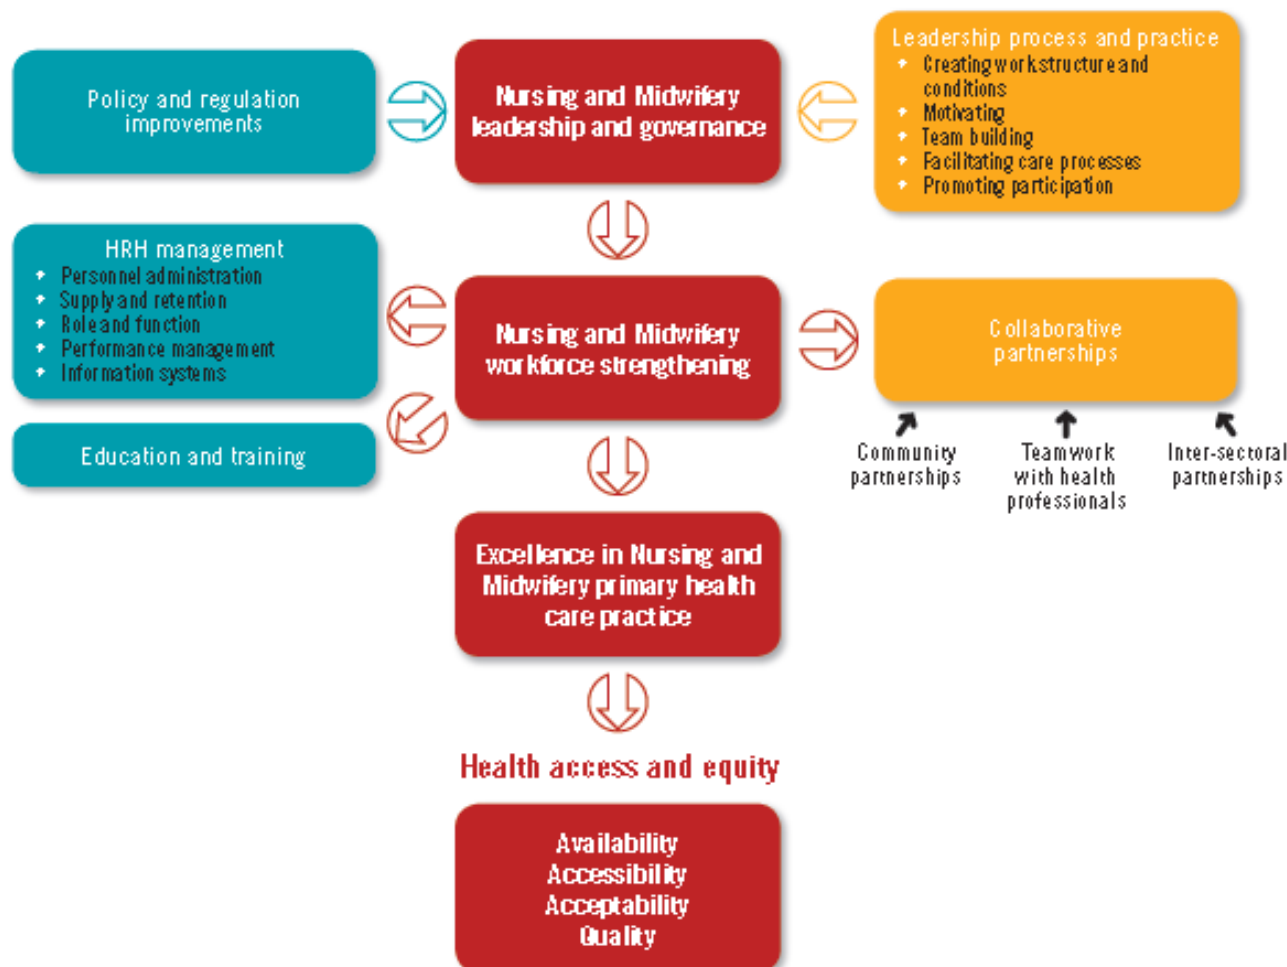 Policy and regulation
improvements
Nursing and Midwifery
leadership and governance
Leadership process and practice
Creating work structure and
conditions
Motivating
Team building
Facilitating care processes
Promoting participation
HRH management
Personnel administration
Supply and retention
Role and function
Performance management
Information systems
Nursing and Midwifery
workforce strengthening
Collaborative
partnerships
Education and training
Community
partnerships
Teamwork
with health
professionals
Inter-sectoral
partnerships
Excellence in Nursing and
Midwifery primary health
care practice
Health access and equity
Availability
Accessibility
Acceptability
Quality